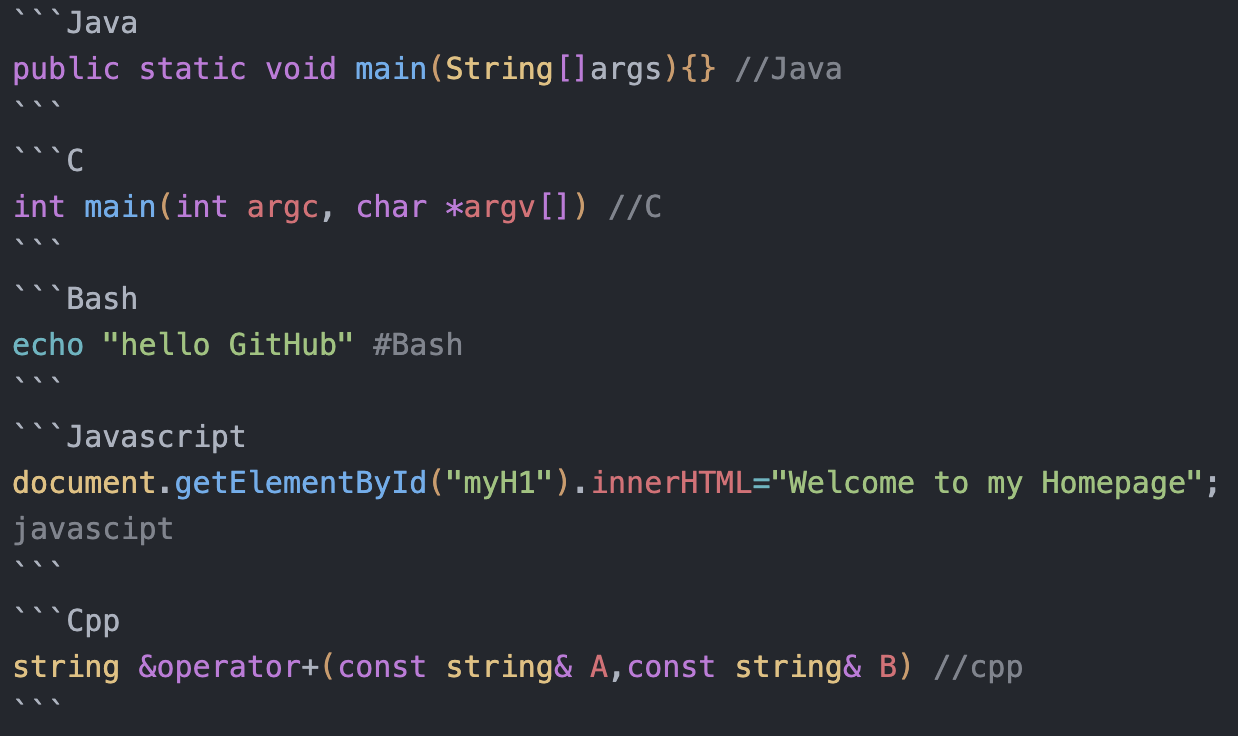 ```Java
public static void main(String[]args){} //Java
```
```C
int main(int argc, char *argv[]) //C
```
```Bash
echo "hello GitHub" #Bash
```
```Javascript
document.getElementById("myH1").innerHTML="Welcome to my Homepage";
javascipt
```
```Cpp
string &operator+(const string& A,const string& B) //cpp
```